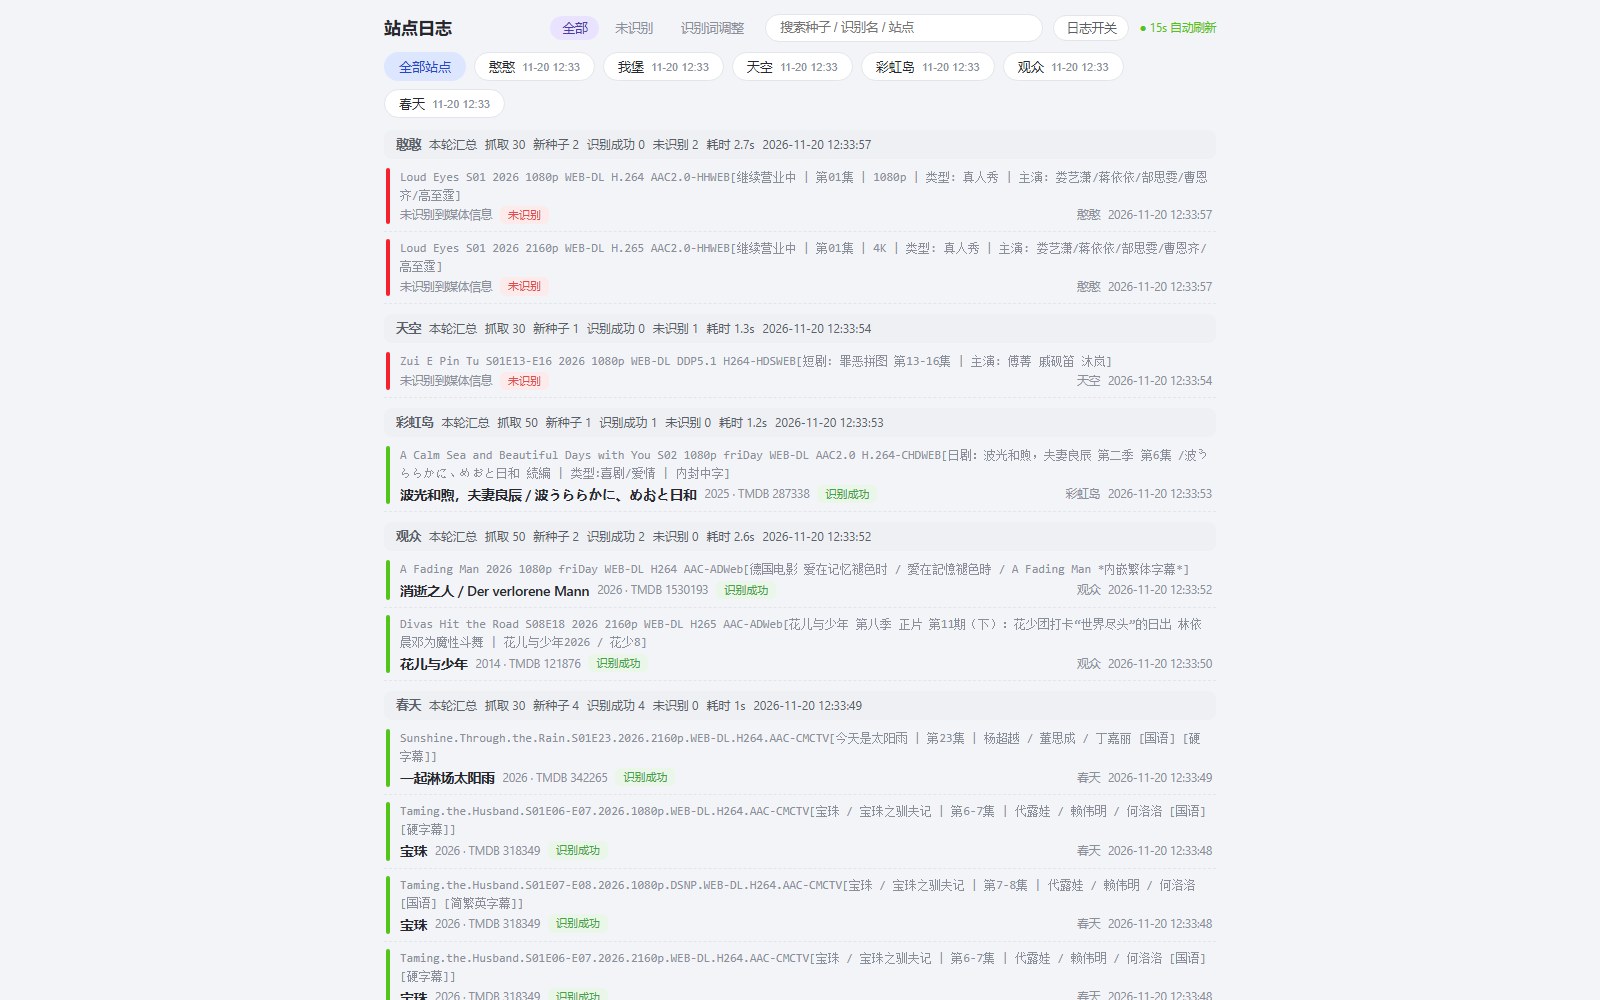 站点日志
全部 未识别 识别词调整 搜索种子 / 识别名 / 站点 日志开关 ● 15s 自动刷新
全部站点 憨憨 11-20 12:33 我堡 11-20 12:33 天空 11-20 12:33 彩虹岛 11-20 12:33 观众 11-20 12:33
春天 11-20 12:33
憨憨 本轮汇总 抓取 30 新种子 2 识别成功 0 未识别 2 耗时 2.7s 2026-11-20 12:33:57
Loud Eyes S01 2026 1080p WEB-DL H.264 AAC2.0-HHWEB[继续营业中 | 第01集 | 1080p | 类型: 真人秀 | 主演: 娄艺潇/蒋依依/郜思雯/曹恩
齐/高至霆]
未识别到媒体信息 未识别 憨憨 2026-11-20 12:33:57
Loud Eyes S01 2026 2160p WEB-DL H.265 AAC2.0-HHWEB[继续营业中 | 第01集 | 4K | 类型: 真人秀 | 主演: 娄艺潇/蒋依依/郜思雯/曹恩齐/
高至霆]
未识别到媒体信息 未识别 憨憨 2026-11-20 12:33:57
天空 本轮汇总 抓取 30 新种子 1 识别成功 0 未识别 1 耗时 1.3s 2026-11-20 12:33:54
Zui E Pin Tu S01E13-E16 2026 1080p WEB-DL DDP5.1 H264-HDSWEB[短剧: 罪恶拼图 第13-16集 | 主演: 傅菁 戚砚笛 沐岚]
未识别到媒体信息 未识别 天空 2026-11-20 12:33:54
彩虹岛 本轮汇总 抓取 50 新种子 1 识别成功 1 未识别 0 耗时 1.2s 2026-11-20 12:33:53
A Calm Sea and Beautiful Days with You S02 1080p friDay WEB-DL AAC2.0 H.264-CHDWEB[日剧: 波光和煦，夫妻良辰 第二季 第6集 /波う
ららかに、めおと日和 続編 | 类型:喜剧/爱情 | 内封中字]
波光和煦，夫妻良辰 / 波うららかに、めおと日和 2025 · TMDB 287338 识别成功 彩虹岛 2026-11-20 12:33:53
观众 本轮汇总 抓取 50 新种子 2 识别成功 2 未识别 0 耗时 2.6s 2026-11-20 12:33:52
A Fading Man 2026 1080p friDay WEB-DL H264 AAC-ADWeb[德国电影 爱在记忆褪色时 / 愛在記憶褪色時 / A Fading Man *内嵌繁体字幕*]
消逝之人 / Der verlorene Mann 2026 · TMDB 1530193 识别成功 观众 2026-11-20 12:33:52
Divas Hit the Road S08E18 2026 2160p WEB-DL H265 AAC-ADWeb[花儿与少年 第八季 正片 第11期（下）: 花少团打卡“世界尽头”的日出 林依
晨邓为魔性斗舞 | 花儿与少年2026 / 花少8]
花儿与少年 2014 · TMDB 121876 识别成功 观众 2026-11-20 12:33:50
春天 本轮汇总 抓取 30 新种子 4 识别成功 4 未识别 0 耗时 1s 2026-11-20 12:33:49
Sunshine.Through.the.Rain.S01E23.2026.2160p.WEB-DL.H264.AAC-CMCTV[今天是太阳雨 | 第23集 | 杨超越 / 董思成 / 丁嘉丽 [国语] [硬
字幕]]
一起淋场太阳雨 2026 · TMDB 342265 识别成功 春天 2026-11-20 12:33:49
Taming.the.Husband.S01E06-E07.2026.1080p.WEB-DL.H264.AAC-CMCTV[宝珠 / 宝珠之驯夫记 | 第6-7集 | 代露娃 / 赖伟明 / 何洛洛 [国语]
[硬字幕]]
宝珠 2026 · TMDB 318349 识别成功 春天 2026-11-20 12:33:48
Taming.the.Husband.S01E07-E08.2026.1080p.DSNP.WEB-DL.H264.AAC-CMCTV[宝珠 / 宝珠之驯夫记 | 第7-8集 | 代露娃 / 赖伟明 / 何洛洛
[国语] [简繁英字幕]]
宝珠 2026 · TMDB 318349 识别成功 春天 2026-11-20 12:33:48
Taming.the.Husband.S01E06-E07.2026.2160p.WEB-DL.H264.AAC-CMCTV[宝珠 / 宝珠之驯夫记 | 第6-7集 | 代露娃 / 赖伟明 / 何洛洛 [国语]
[硬字幕]]
宝珠 2026 · TMDB 318349 识别成功 春天 2026-11-20 12:33:48